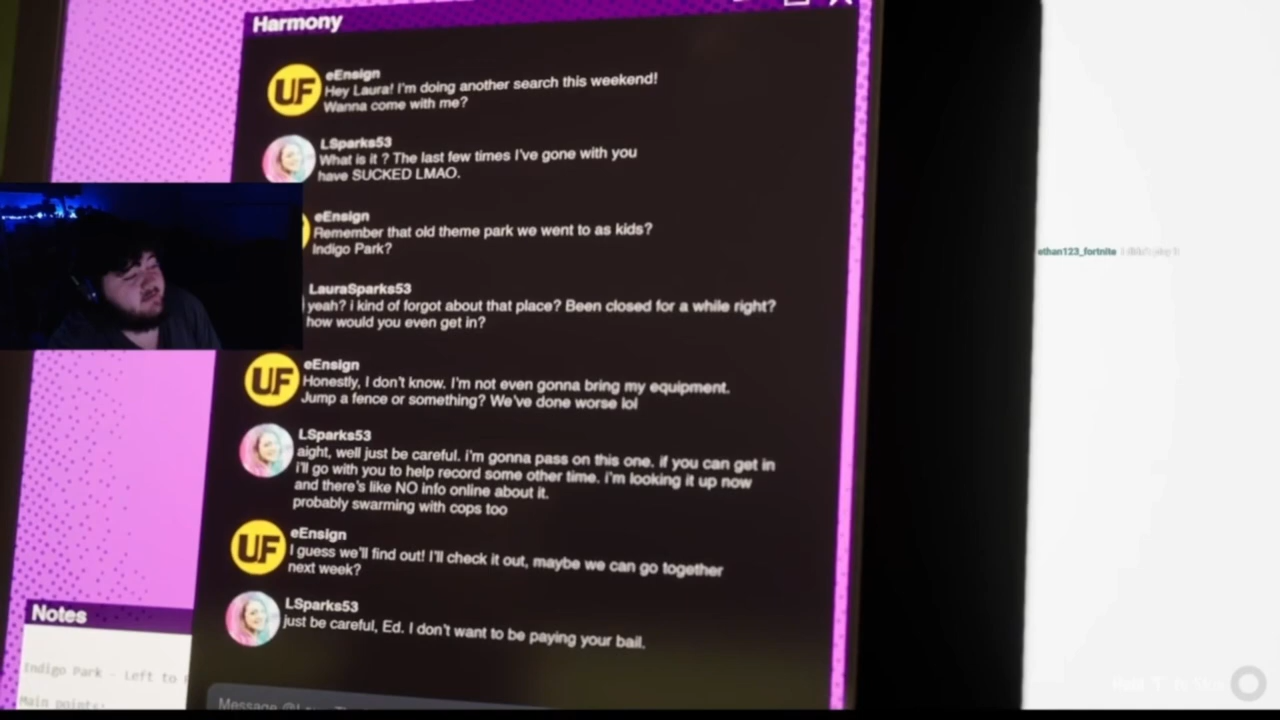 Harmony
UF
eEnsign
Hey Laura! I'm doing another search this weekend!
Wanna come with me?
LSparks53
What is it ? The last few times I've gone with you
have SUCKED LMAO.
eEnsign
Remember that old theme park we went to as kids?
Indigo Park?
ethan123_fortnite I didn't play it
LauraSparks53
yeah? i kind of forgot about that place? Been closed for a while right?
how would you even get in?
UF
eEnsign
Honestly, I don't know. I'm not even gonna bring my equipment.
Jump a fence or something? We've done worse lol
LSparks53
aight, well just be careful. i'm gonna pass on this one. if you can get in
i'll go with you to help record some other time. i'm looking it up now
and there's like NO info online about it.
probably swarming with cops too
UF
eEnsign
I guess we'll find out! I'll check it out, maybe we can go together
next week?
LSparks53
just be careful, Ed. I don't want to be paying your bail.
Notes
Indigo Park - Left to
Main points:
Message